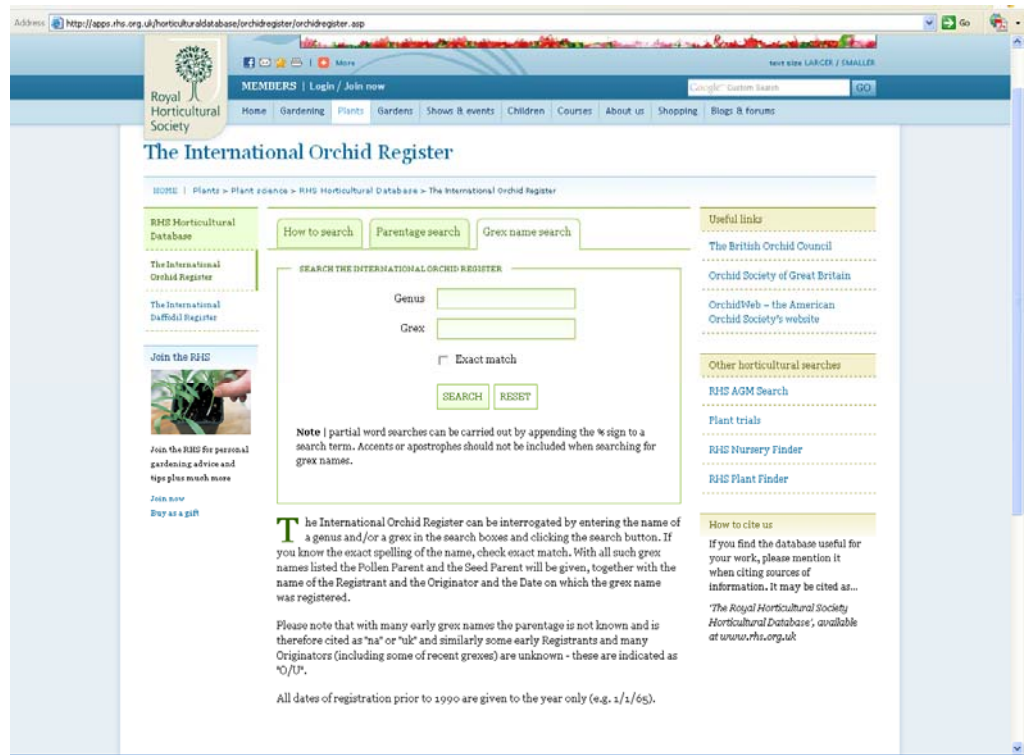 Address http://apps.rhs.org.uk/horticulturaldatabase/orchidregister/orchidregister.asp Go
More
text size LARGER / SMALLER
MEMBERS | Login / Join now
Google™ Custom Search GO
Royal
Horticultural
Society
Home Gardening Plants Gardens Shows & events Children Courses About us Shopping Blogs & forums
The International Orchid Register
HOME | Plants > Plant science > RHS Horticultural Database > The International Orchid Register
RHS Horticultural
Database
The International
Orchid Register
The International
Daffodil Register
Join the RHS
Join the RHS for personal
gardening advice and
tips plus much more
Join now
Buy as a gift
How to search Parentage search Grex name search
SEARCH THE INTERNATIONAL ORCHID REGISTER
Genus
Grex
Exact match
SEARCH RESET
Note | partial word searches can be carried out by appending the % sign to a
search term. Accents or apostrophes should not be included when searching for
grex names.
The International Orchid Register can be interrogated by entering the name of
a genus and/or a grex in the search boxes and clicking the search button. If
you know the exact spelling of the name, check exact match. With all such grex
names listed the Pollen Parent and the Seed Parent will be given, together with the
name of the Registrant and the Originator and the Date on which the grex name
was registered.
Please note that with many early grex names the parentage is not known and is
therefore cited as "na" or "uk" and similarly some early Registrants and many
Originators (including some of recent grexes) are unknown - these are indicated as
"O/U".
All dates of registration prior to 1990 are given to the year only (e.g. 1/1/65).
Useful links
The British Orchid Council
Orchid Society of Great Britain
OrchidWeb – the American
Orchid Society's website
Other horticultural searches
RHS AGM Search
Plant trials
RHS Nursery Finder
RHS Plant Finder
How to cite us
If you find the database useful for
your work, please mention it
when citing sources of
information. It may be cited as...
'The Royal Horticultural Society
Horticultural Database', available
at www.rhs.org.uk